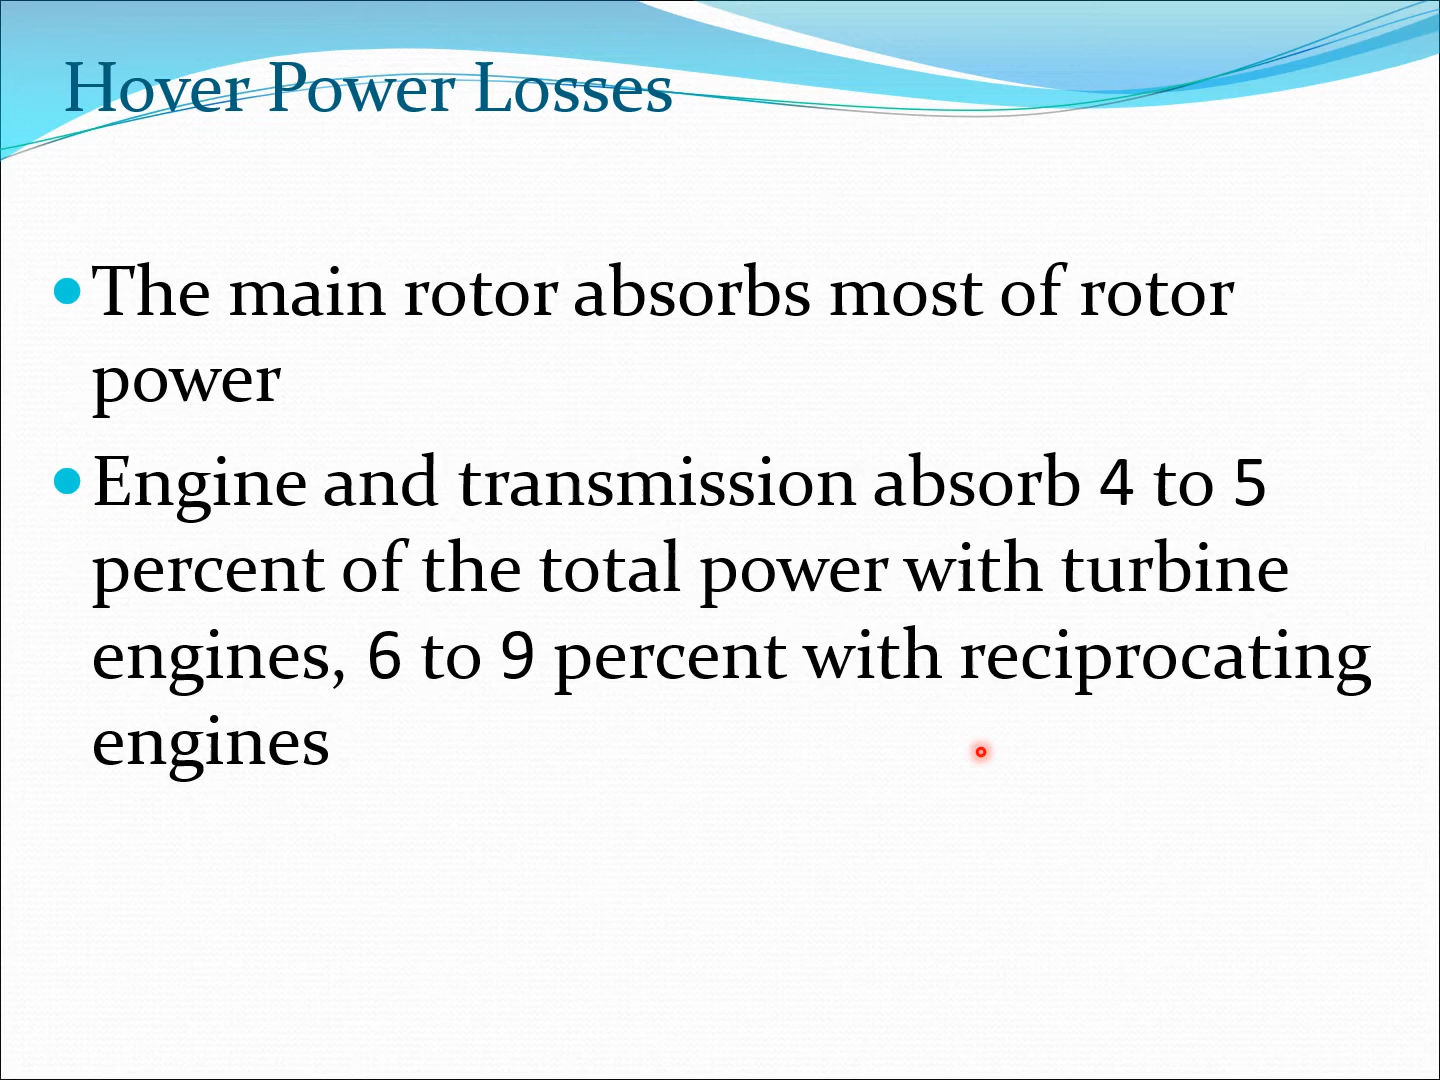 Hover Power Losses
• The main rotor absorbs most of rotor
power
• Engine and transmission absorb 4 to 5
percent of the total power with turbine
engines, 6 to 9 percent with reciprocating
engines